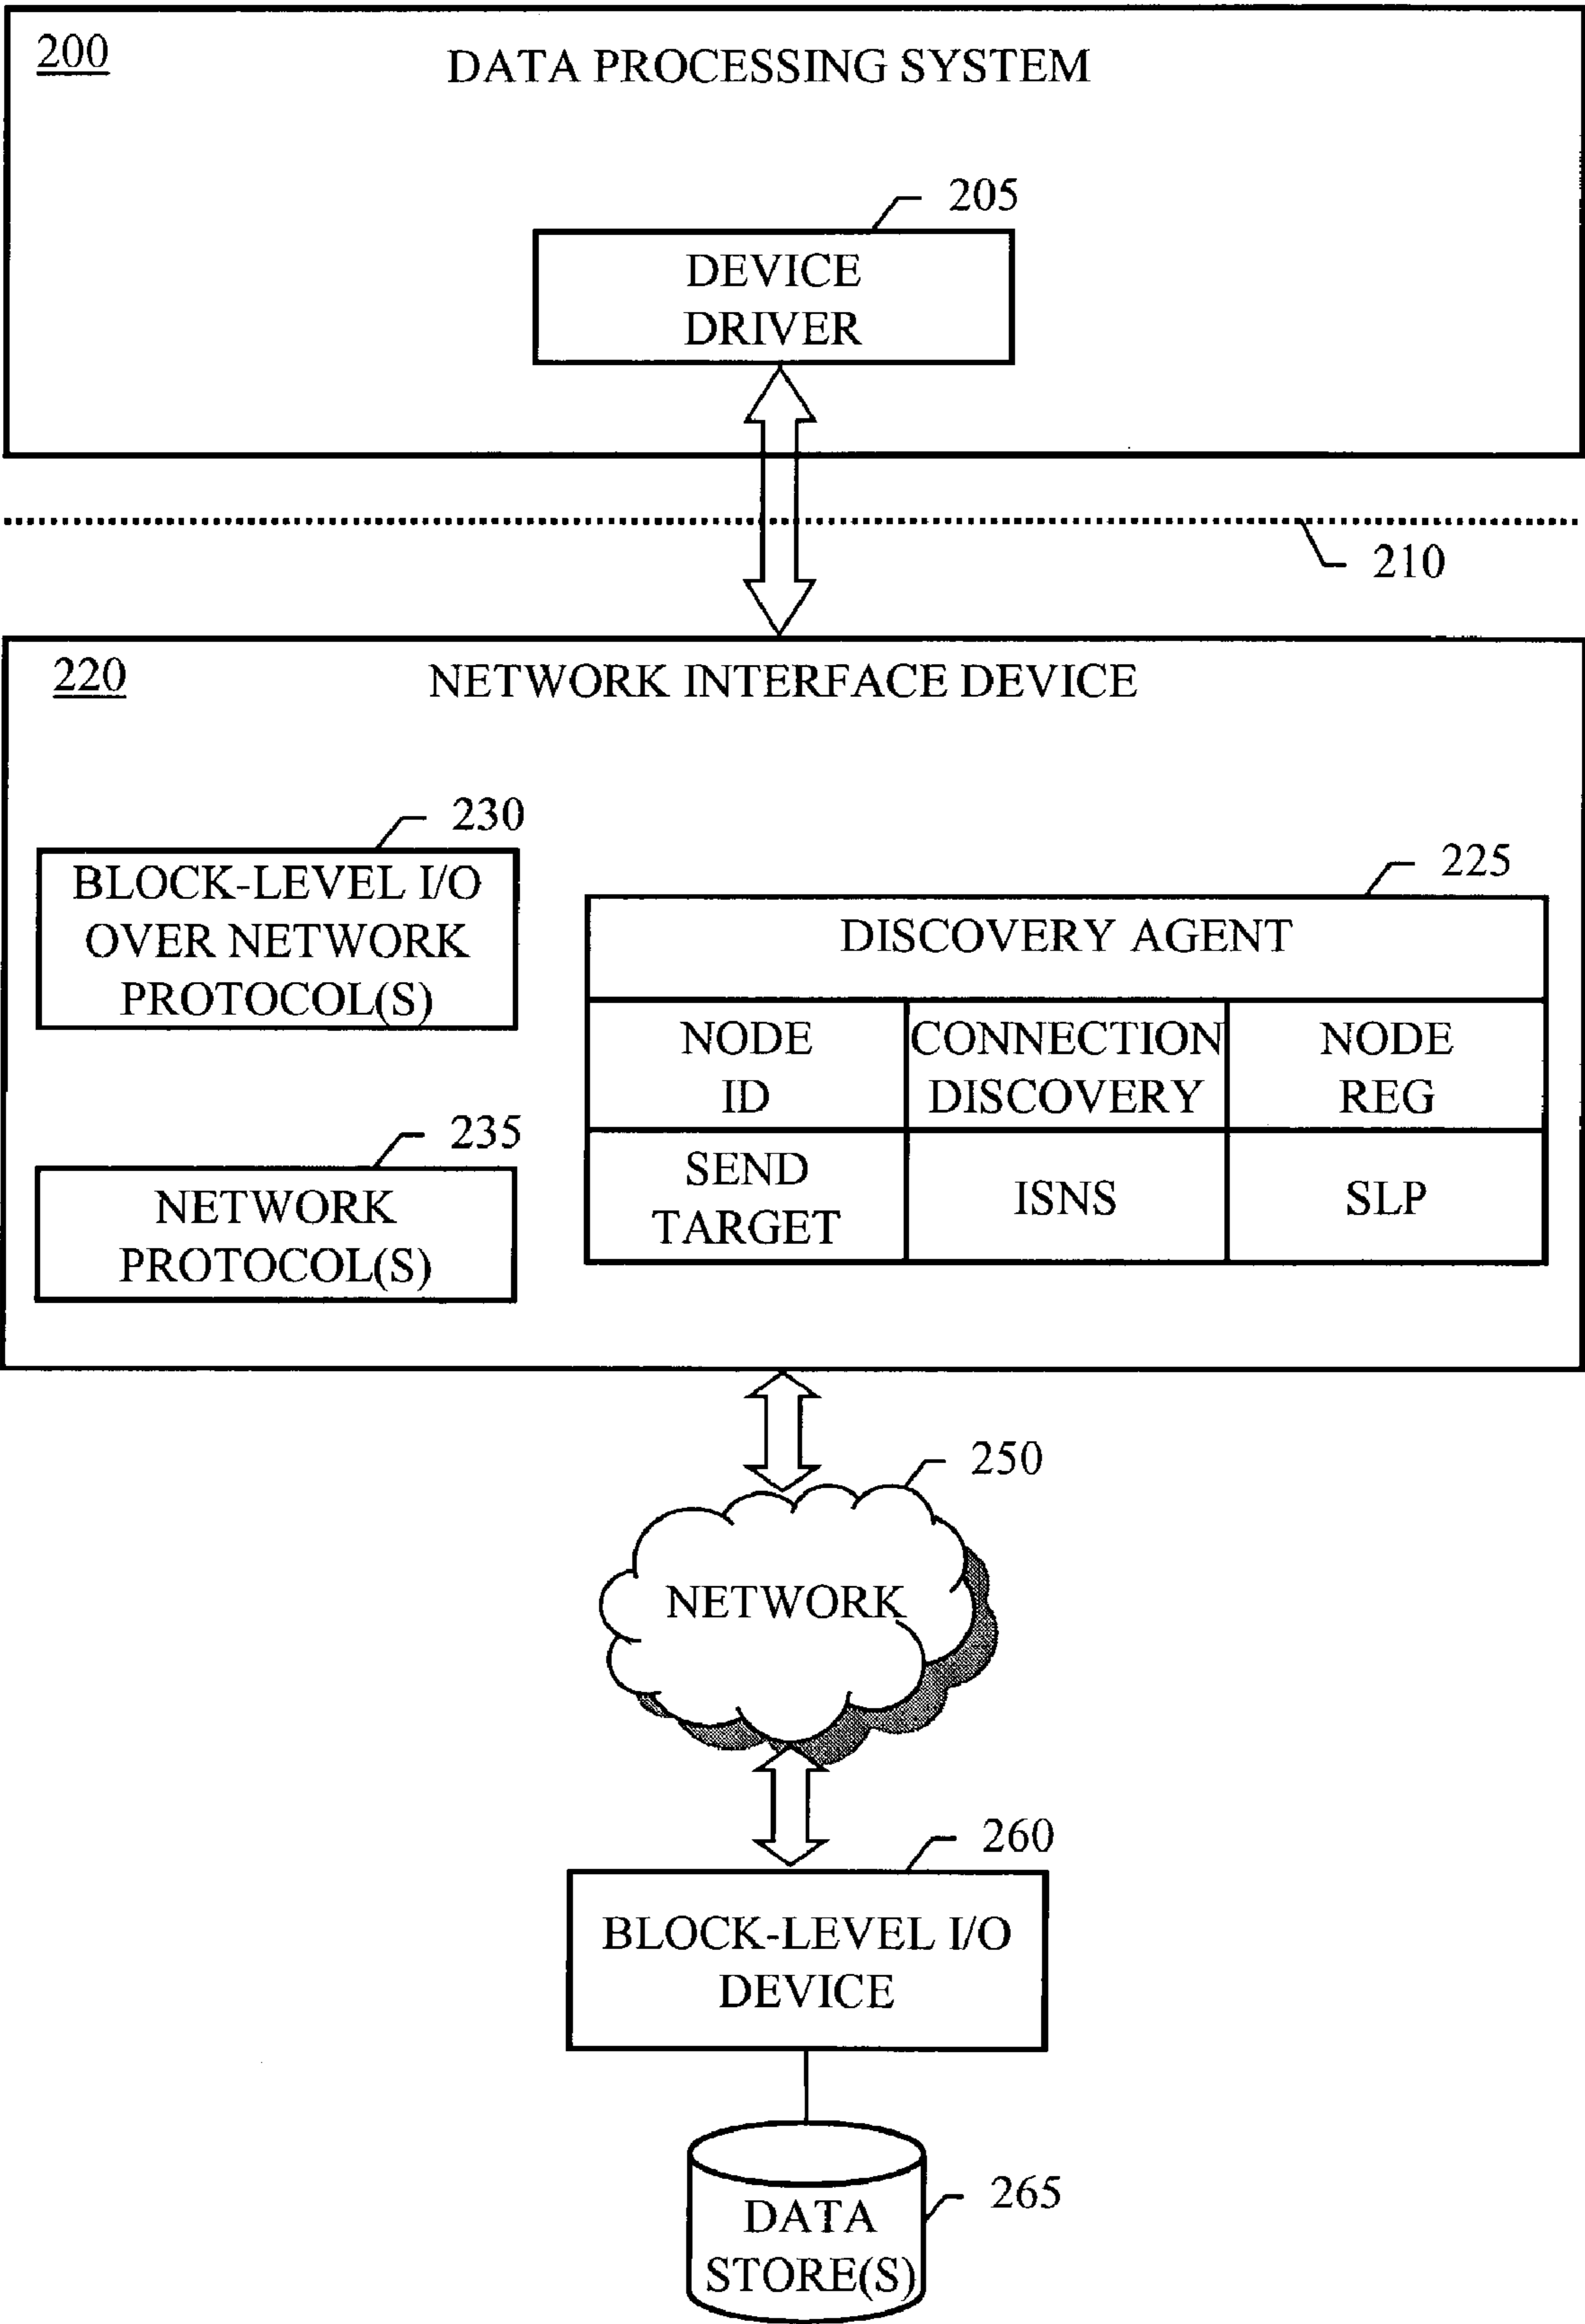 200
DATA PROCESSING SYSTEM
205
DEVICE
DRIVER
210
220
NETWORK INTERFACE DEVICE
230
BLOCK-LEVEL I/O
OVER NETWORK
PROTOCOL(S)
225
DISCOVERY AGENT
NODE
ID
CONNECTION
DISCOVERY
NODE
REG
235
NETWORK
PROTOCOL(S)
SEND
TARGET
ISNS
SLP
250
NETWORK
260
BLOCK-LEVEL I/O
DEVICE
265
DATA
STORE(S)